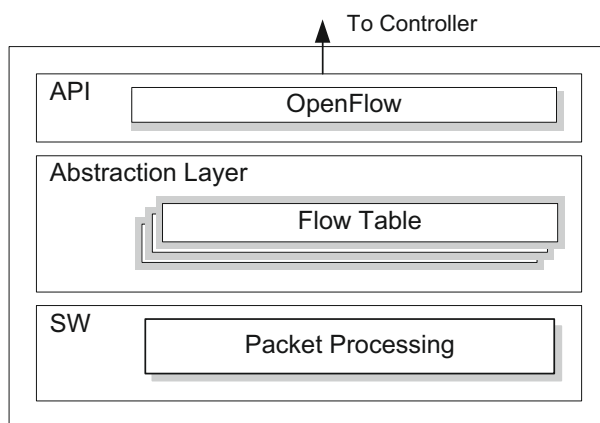 To Controller
API
OpenFlow
Abstraction Layer
Flow Table
SW
Packet Processing